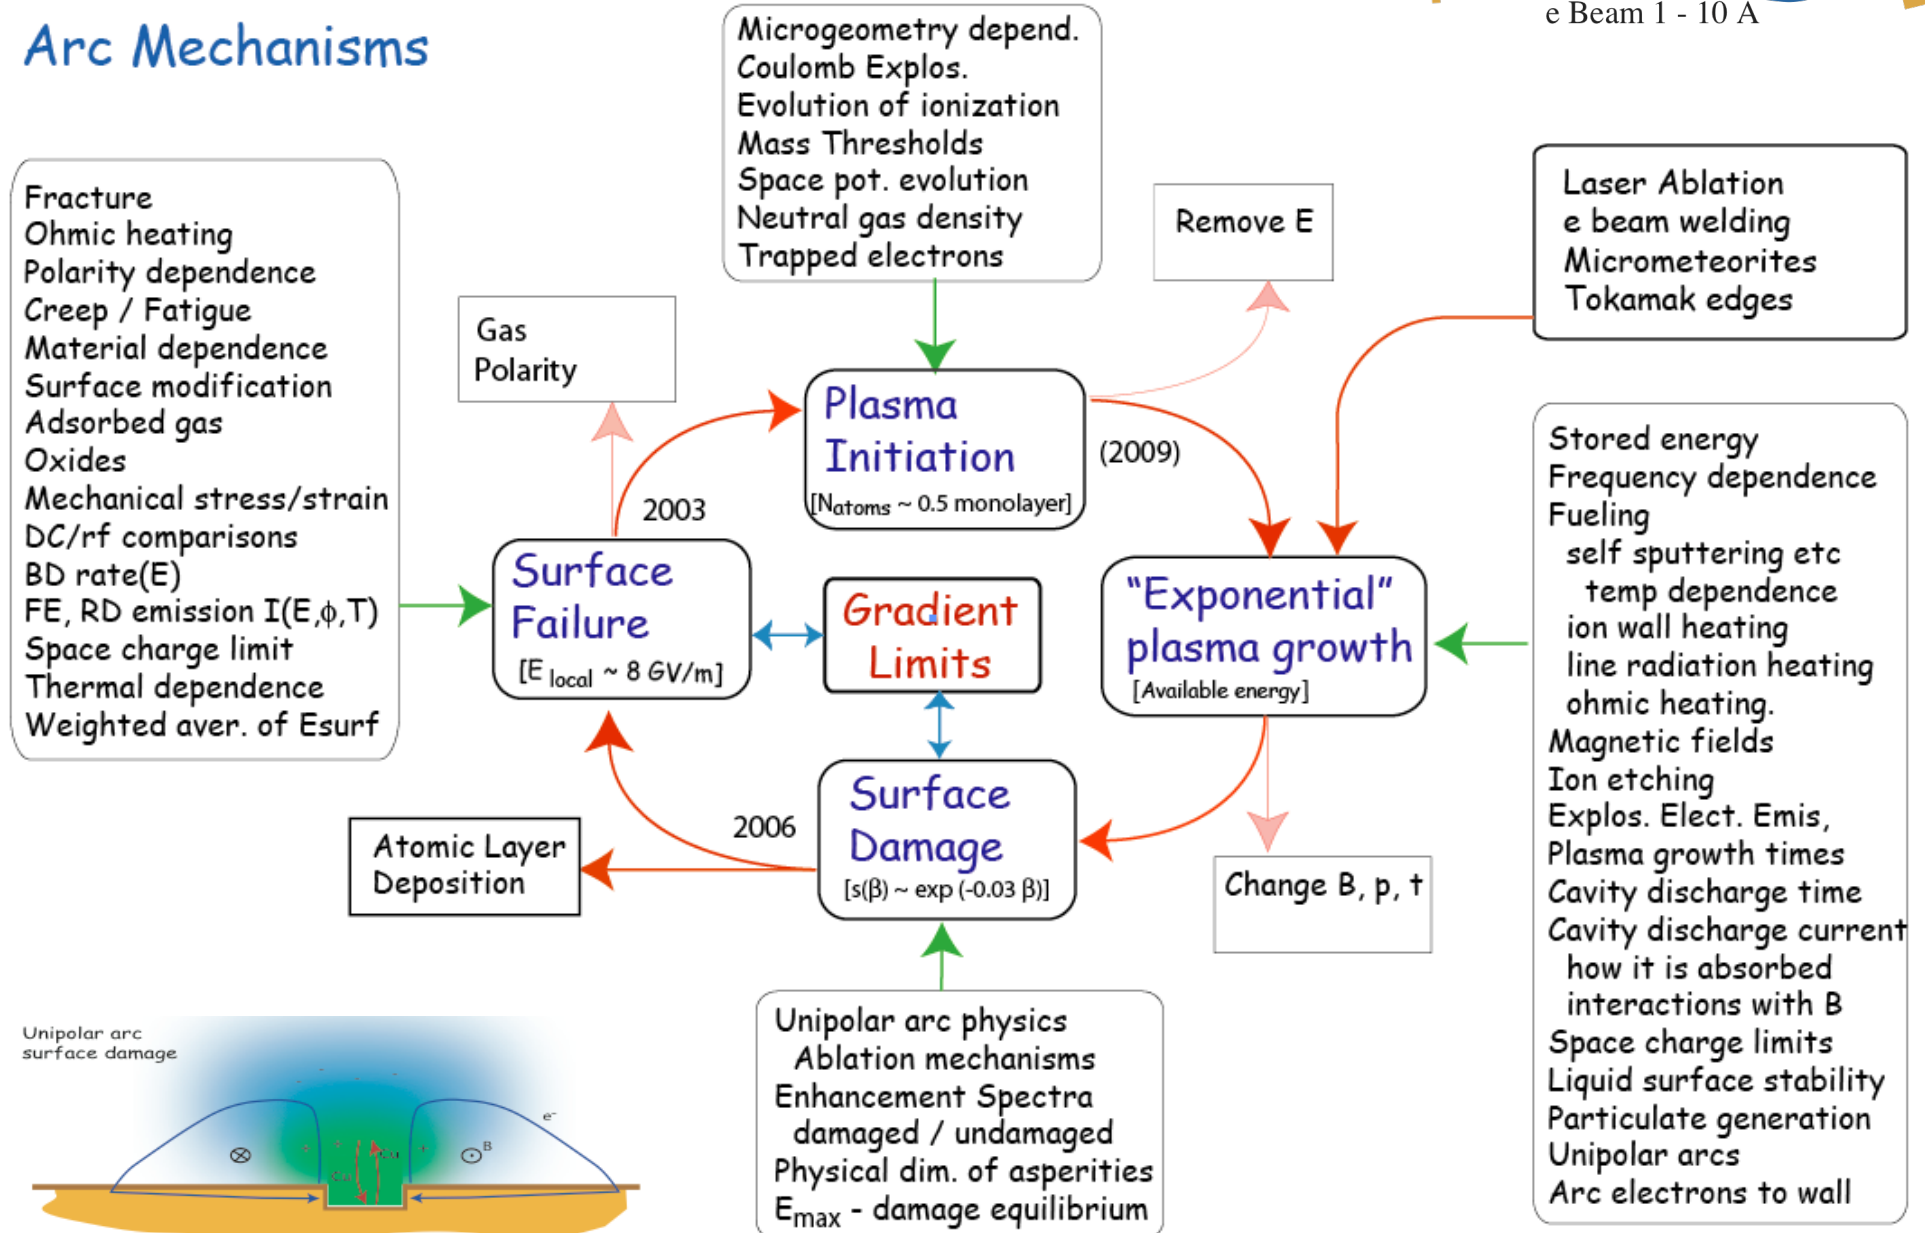 Arc Mechanisms
e Beam 1 - 10 A
Microgeometry depend.
Coulomb Explos.
Evolution of ionization
Mass Thresholds
Space pot. evolution
Neutral gas density
Trapped electrons
Fracture
Ohmic heating
Polarity dependence
Creep / Fatigue
Material dependence
Surface modification
Adsorbed gas
Oxides
Mechanical stress/strain
DC/rf comparisons
BD rate(E)
FE, RD emission I(E,ϕ,T)
Space charge limit
Thermal dependence
Weighted aver. of Esurf
Gas
Polarity
Remove E
Laser Ablation
e beam welding
Micrometeorites
Tokamak edges
Plasma
Initiation
[Natoms ~ 0.5 monolayer]
2003
(2009)
Surface
Failure
[E local ~ 8 GV/m]
Gradient
Limits
“Exponential”
plasma growth
[Available energy]
Stored energy
Frequency dependence
Fueling
self sputtering etc
temp dependence
ion wall heating
line radiation heating
ohmic heating.
Magnetic fields
Ion etching
Explos. Elect. Emis,
Plasma growth times
Cavity discharge time
Cavity discharge current
how it is absorbed
interactions with B
Space charge limits
Liquid surface stability
Particulate generation
Unipolar arcs
Arc electrons to wall
2006
Surface
Damage
[s(β) ~ exp (-0.03 β)]
Atomic Layer
Deposition
Change B, p, t
Unipolar arc physics
Ablation mechanisms
Enhancement Spectra
damaged / undamaged
Physical dim. of asperities
Emax - damage equilibrium
Unipolar arc
surface damage
e-
B
Cu
Cu